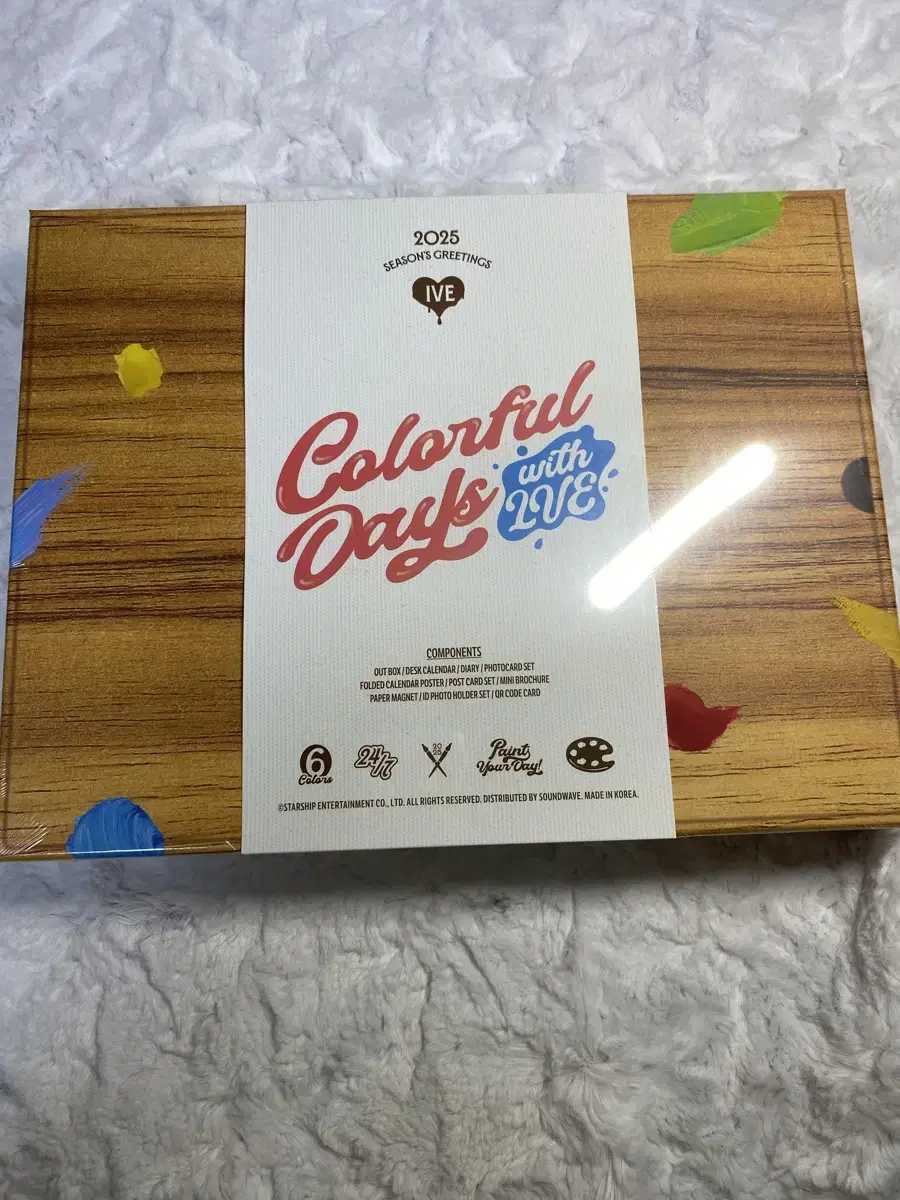 2025
SEASON'S GREETINGS
IVE
Colorful
Days with
IVE
COMPONENTS
OUT BOX / DESK CALENDAR / DIARY / PHOTOCARD SET
FOLDED CALENDAR POSTER / POST CARD SET / MINI BROCHURE
PAPER MAGNET / ID PHOTO HOLDER SET / QR CODE CARD
6 Colors
24/7
2025
Paint Your Day!
©STARSHIP ENTERTAINMENT CO., LTD. ALL RIGHTS RESERVED. DISTRIBUTED BY SOUNDWAVE. MADE IN KOREA.